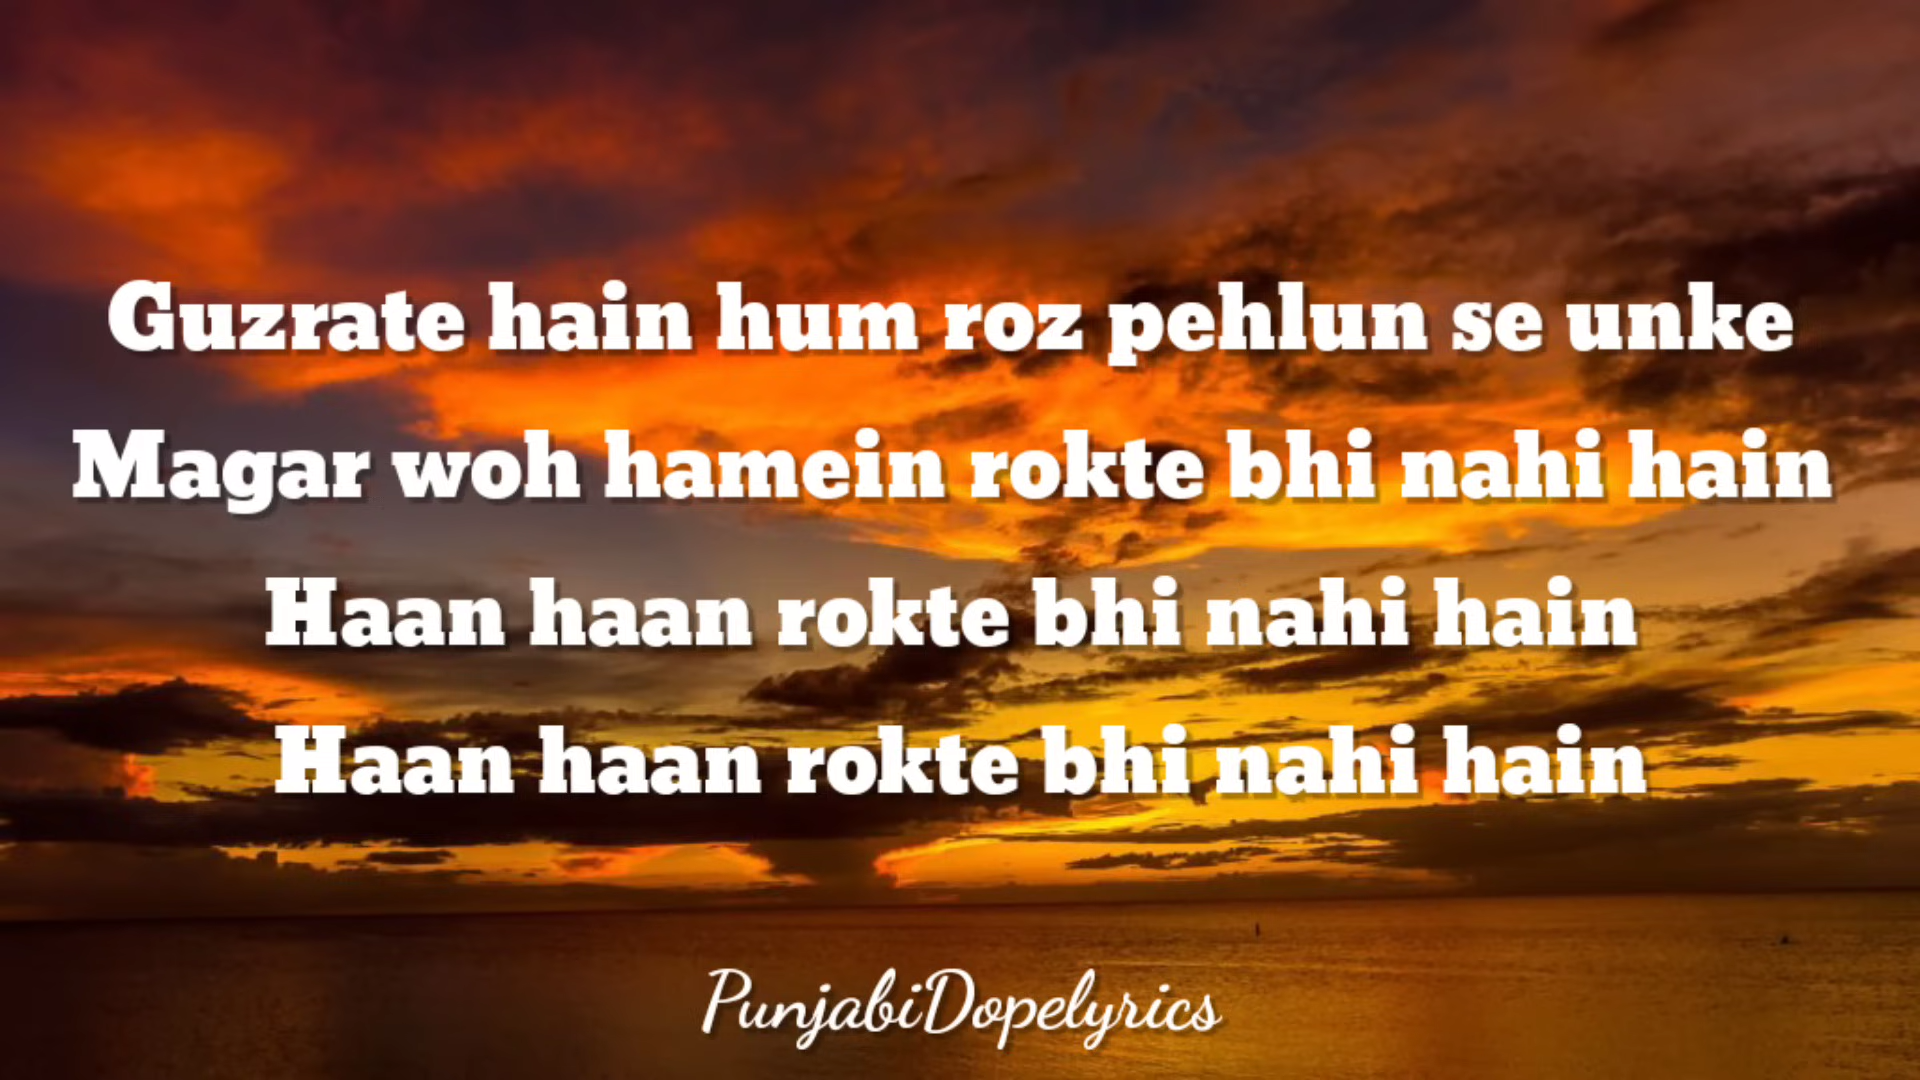 Guzrate hain hum roz pehlun se unke
Magar woh hamein rokte bhi nahi hain
Haan haan rokte bhi nahi hain
Haan haan rokte bhi nahi hain
PunjabiDopelyrics